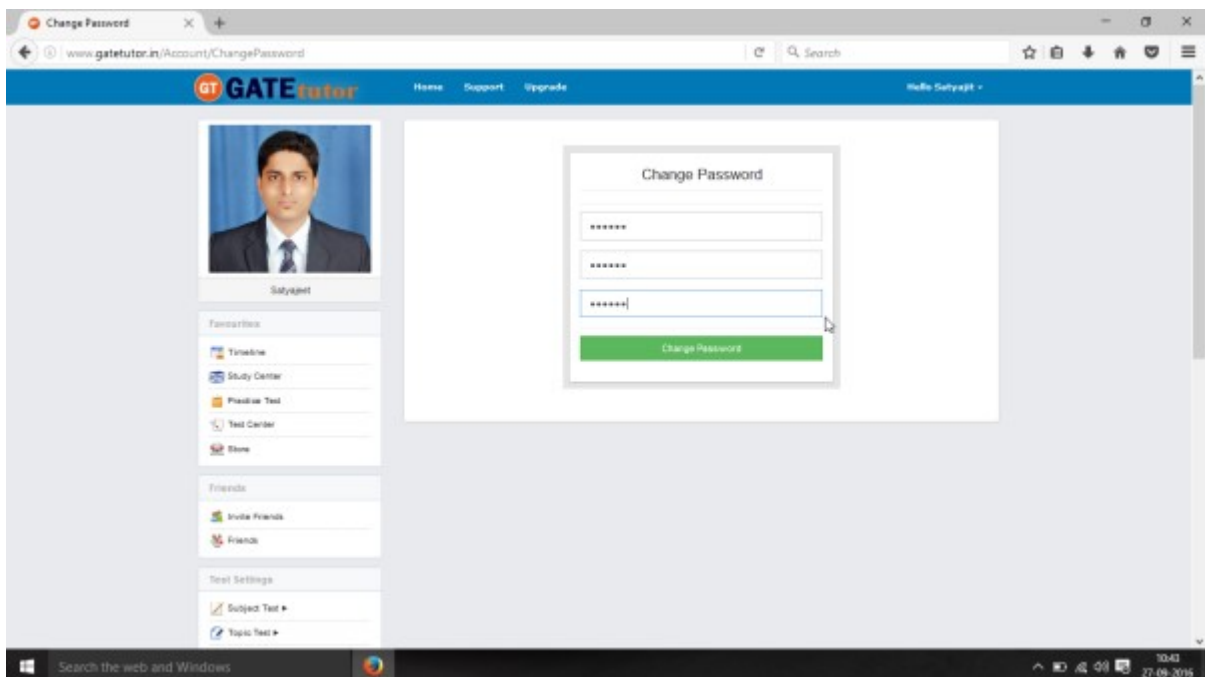 Change Password
www.gatetutor.in/Account/ChangePassword
Search
GT GATEtutor
Home Support Upgrade
Hello Satyajit
Satyajeet
Favourites
Timeline
Study Center
Practise Test
Test Center
Store
Friends
Invite Friends
Friends
Test Settings
Subject Test
Topic Test
Change Password
••••••
••••••
••••••
Change Password
Search the web and Windows
10:43
27-09-2016